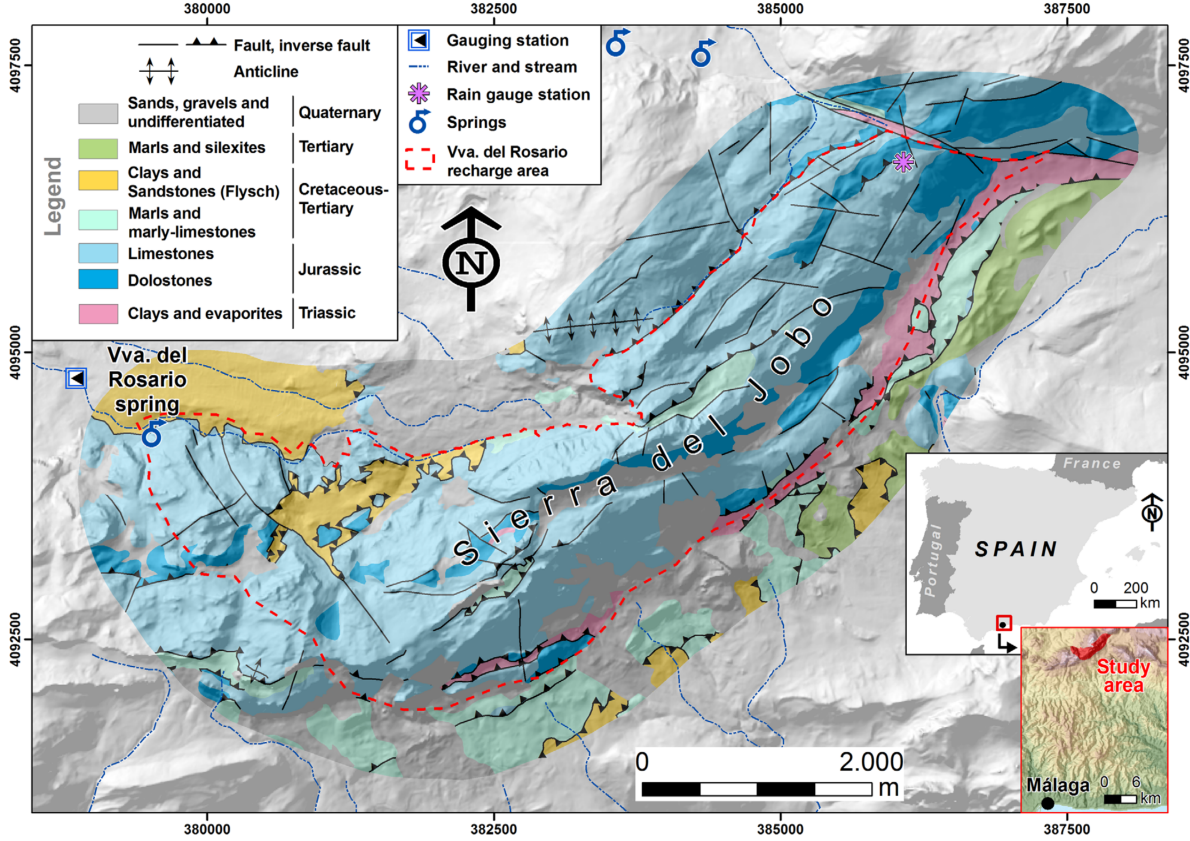 380000
382500
385000
387500
4097500
4097500
Legend
Fault, inverse fault
Anticline
Sands, gravels and
undifferentiated
Quaternary
Marls and silexites
Tertiary
Clays and
Sandstones (Flysch)
Cretaceous-
Tertiary
Marls and
marly-limestones
Limestones
Jurassic
Dolostones
Clays and evaporites
Triassic
Gauging station
River and stream
Rain gauge station
Springs
Vva. del Rosario
recharge area
N
4095000
4095000
Vva. del
Rosario
spring
Sierra del Jobo
France
Portugal
SPAIN
N
0 200
km
4092500
4092500
Study
area
Málaga
0 6
km
0 2.000
m
380000
382500
385000
387500